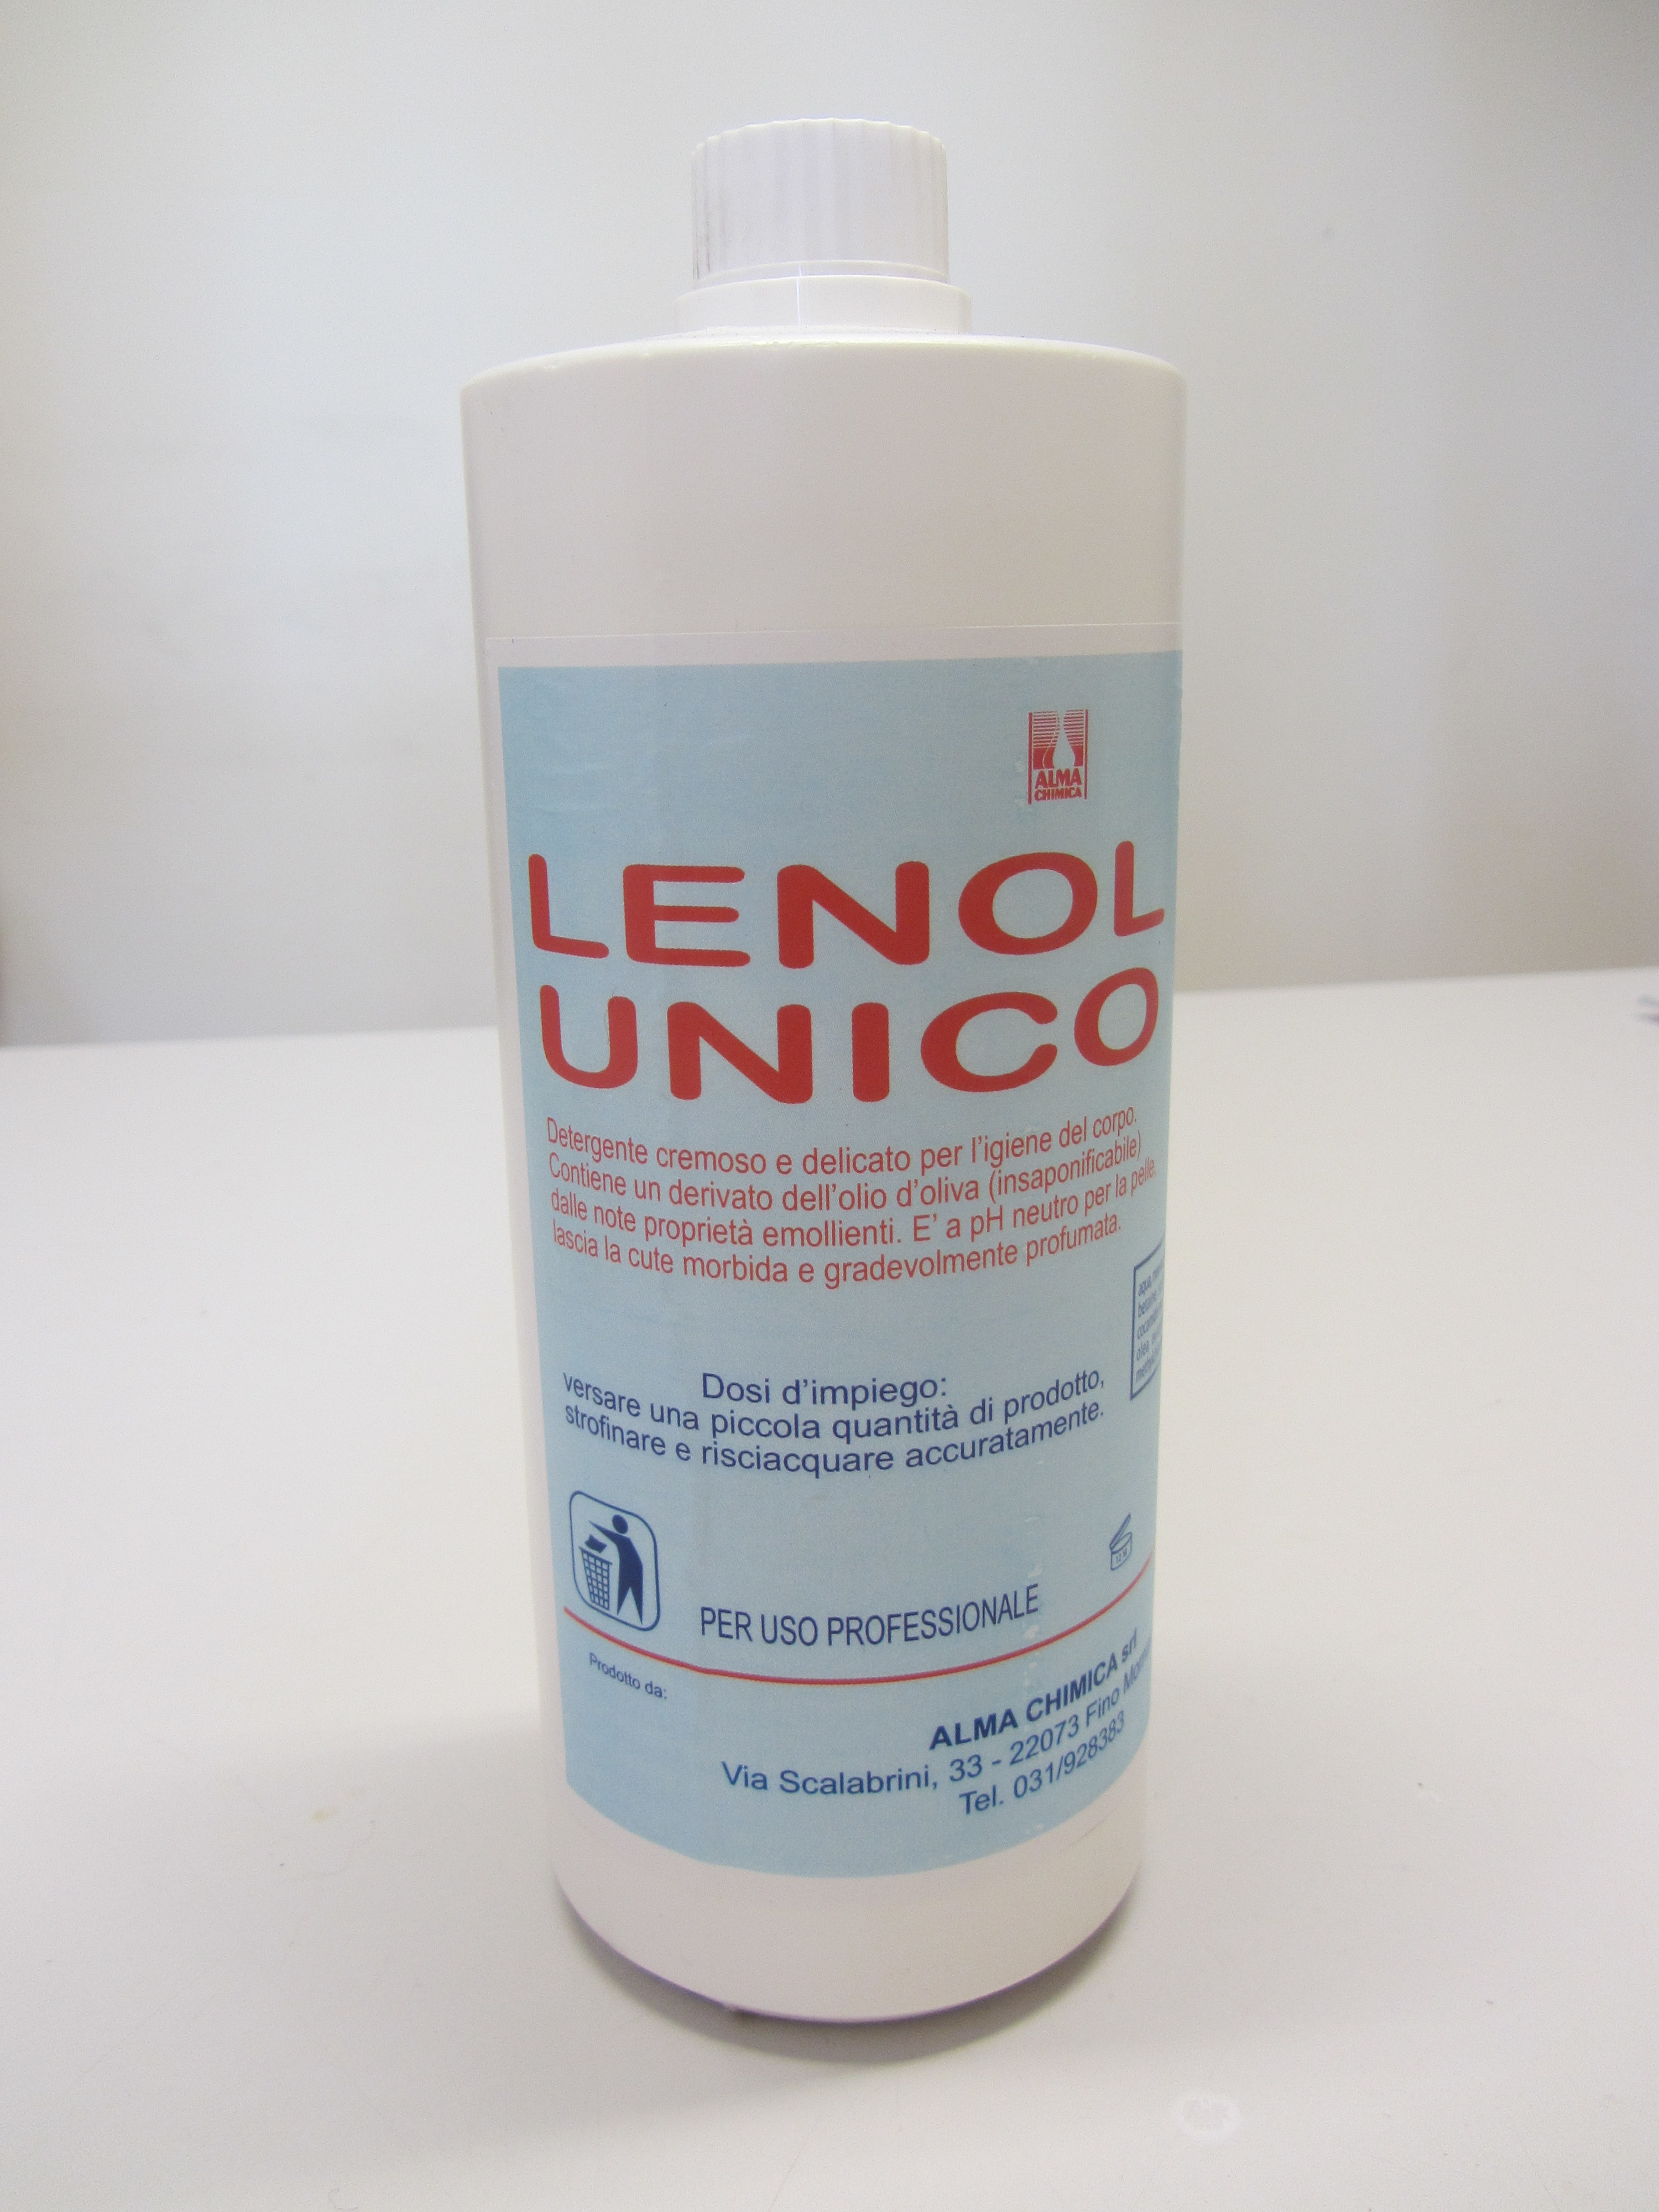 ALMA
CHIMICA
LENOL
UNICO
Detergente cremoso e delicato per l'igiene del corpo.
Contiene un derivato dell'olio d'oliva (insaponificabile)
dalle note proprietà emollienti. E' a pH neutro per la pelle,
lascia la cute morbida e gradevolmente profumata.
Dosi d'impiego:
versare una piccola quantità di prodotto,
strofinare e risciacquare accuratamente.
PER USO PROFESSIONALE
Prodotto da:
ALMA CHIMICA srl
Via Scalabrini, 33 - 22073 Fino
Tel. 031/928383